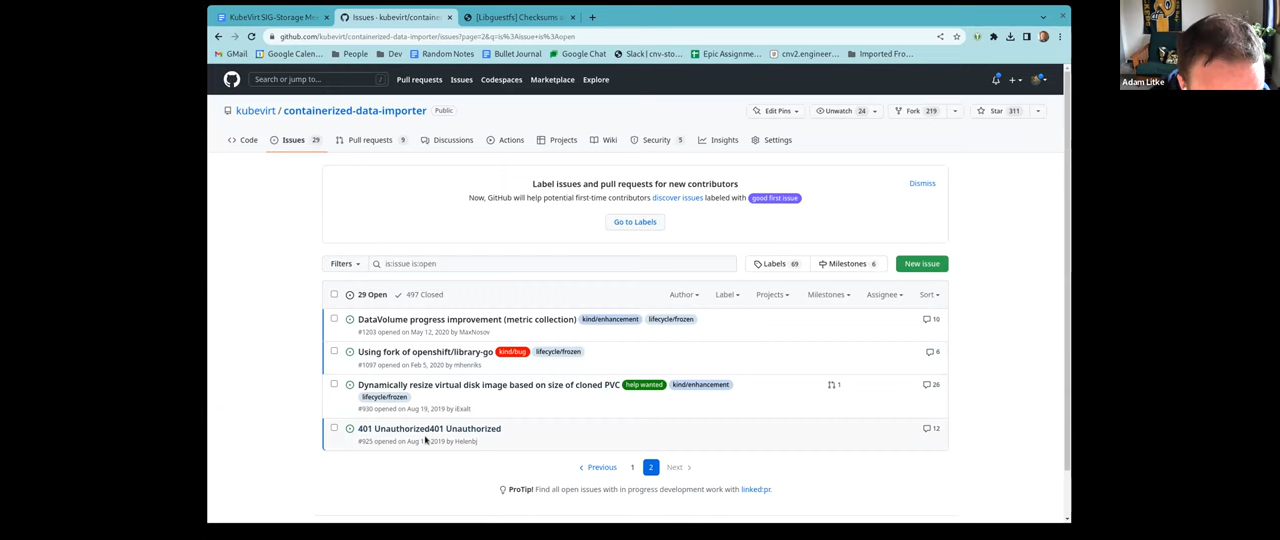 KubeVirt SIG-Storage Me
Issues · kubevirt/contain
[Libguestfs] Checksums o
github.com/kubevirt/containerized-data-importer/issues?page=2&q=is%3Aissue+is%3Aopen
GMail
Google Calen...
People
Dev
Random Notes
Bullet Journal
Google Chat
Slack | cnv-sto...
Epic Assignme...
cnv2.engineer...
Imported Fro...
Search or jump to...
/
Pull requests
Issues
Codespaces
Marketplace
Explore
kubevirt / containerized-data-importer
Public
Edit Pins
Unwatch 24
Fork 219
Star 311
Code
Issues 29
Pull requests 9
Discussions
Actions
Projects
Wiki
Security 5
Insights
Settings
Label issues and pull requests for new contributors
Dismiss
Now, GitHub will help potential first-time contributors discover issues labeled with good first issue
Go to Labels
Filters
is:issue is:open
Labels 69
Milestones 6
New issue
29 Open
497 Closed
Author
Label
Projects
Milestones
Assignee
Sort
DataVolume progress improvement (metric collection) kind/enhancement lifecycle/frozen
10
#1203 opened on May 12, 2020 by MaxNosov
Using fork of openshift/library-go kind/bug lifecycle/frozen
6
#1097 opened on Feb 5, 2020 by mhenriks
Dynamically resize virtual disk image based on size of cloned PVC help wanted kind/enhancement
1
26
lifecycle/frozen
#930 opened on Aug 19, 2019 by iExalt
401 Unauthorized401 Unauthorized
12
#925 opened on Aug 2019 by Helenbj
Previous
1
2
Next
ProTip! Find all open issues with in progress development work with linked:pr.
Adam Litke